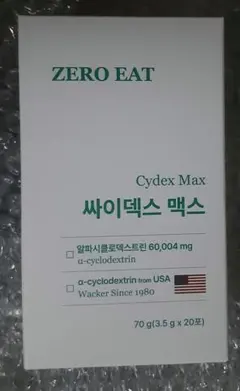 ZERO EAT
Cydex Max
싸이덱스 맥스
알파시클로덱스트린 60,004 mg
α-cyclodextrin
α-cyclodextrin from USA
Wacker Since 1980
70 g(3.5 g x 20포)